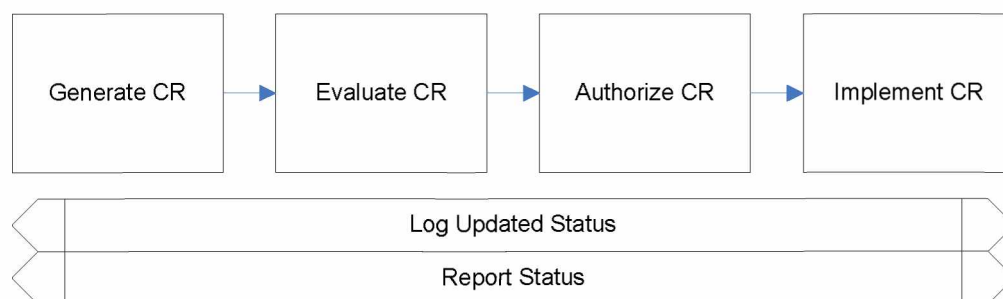 Generate CR
Evaluate CR
Authorize CR
Implement CR
Log Updated Status
Report Status